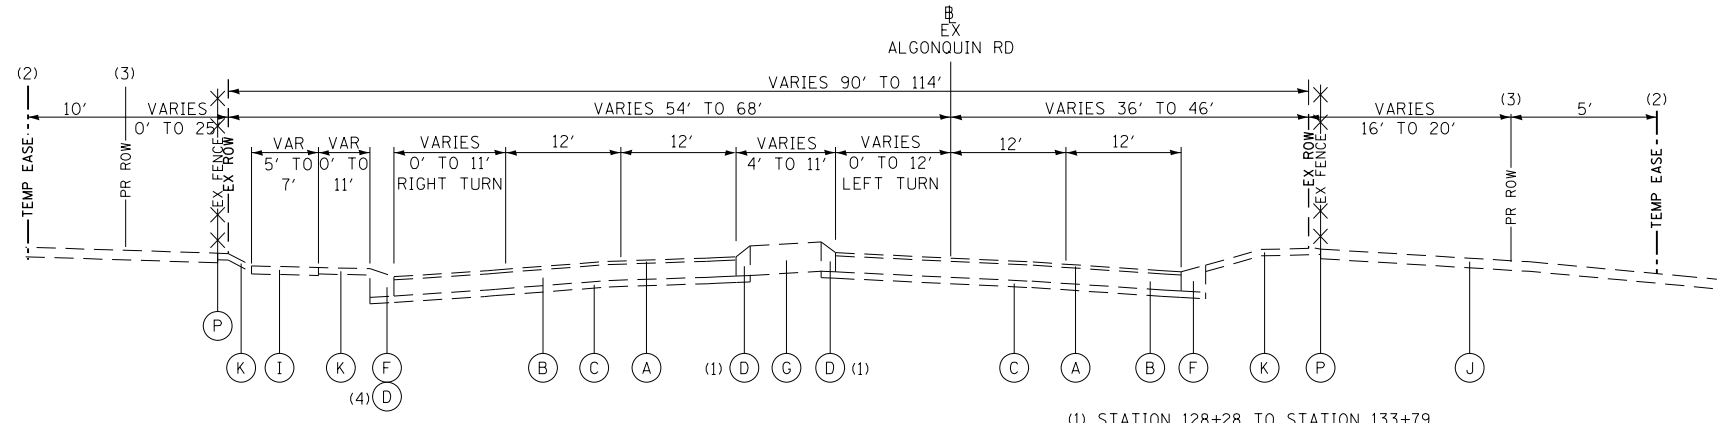 ℄
EX
ALGONQUIN RD
(2)
(3)
VARIES 90' TO 114'
(3)
(2)
10'
VARIES
0' TO 25'
VARIES 54' TO 68'
VARIES 36' TO 46'
VARIES
16' TO 20'
5'
VAR
5' TO
7'
VAR
0' TO
11'
VARIES
0' TO 11'
RIGHT TURN
12'
12'
VARIES
4' TO 11'
VARIES
0' TO 12'
LEFT TURN
12'
12'
TEMP EASE.
PR ROW
EX FENCE
EX ROW
EX ROW
EX FENCE
PR ROW
TEMP EASE.
P
K
I
K
F
B
C
A
(1) D
G
D (1)
C
A
B
F
K
P
J
(4) D
(1) STATION 128+28 TO STATION 133+79